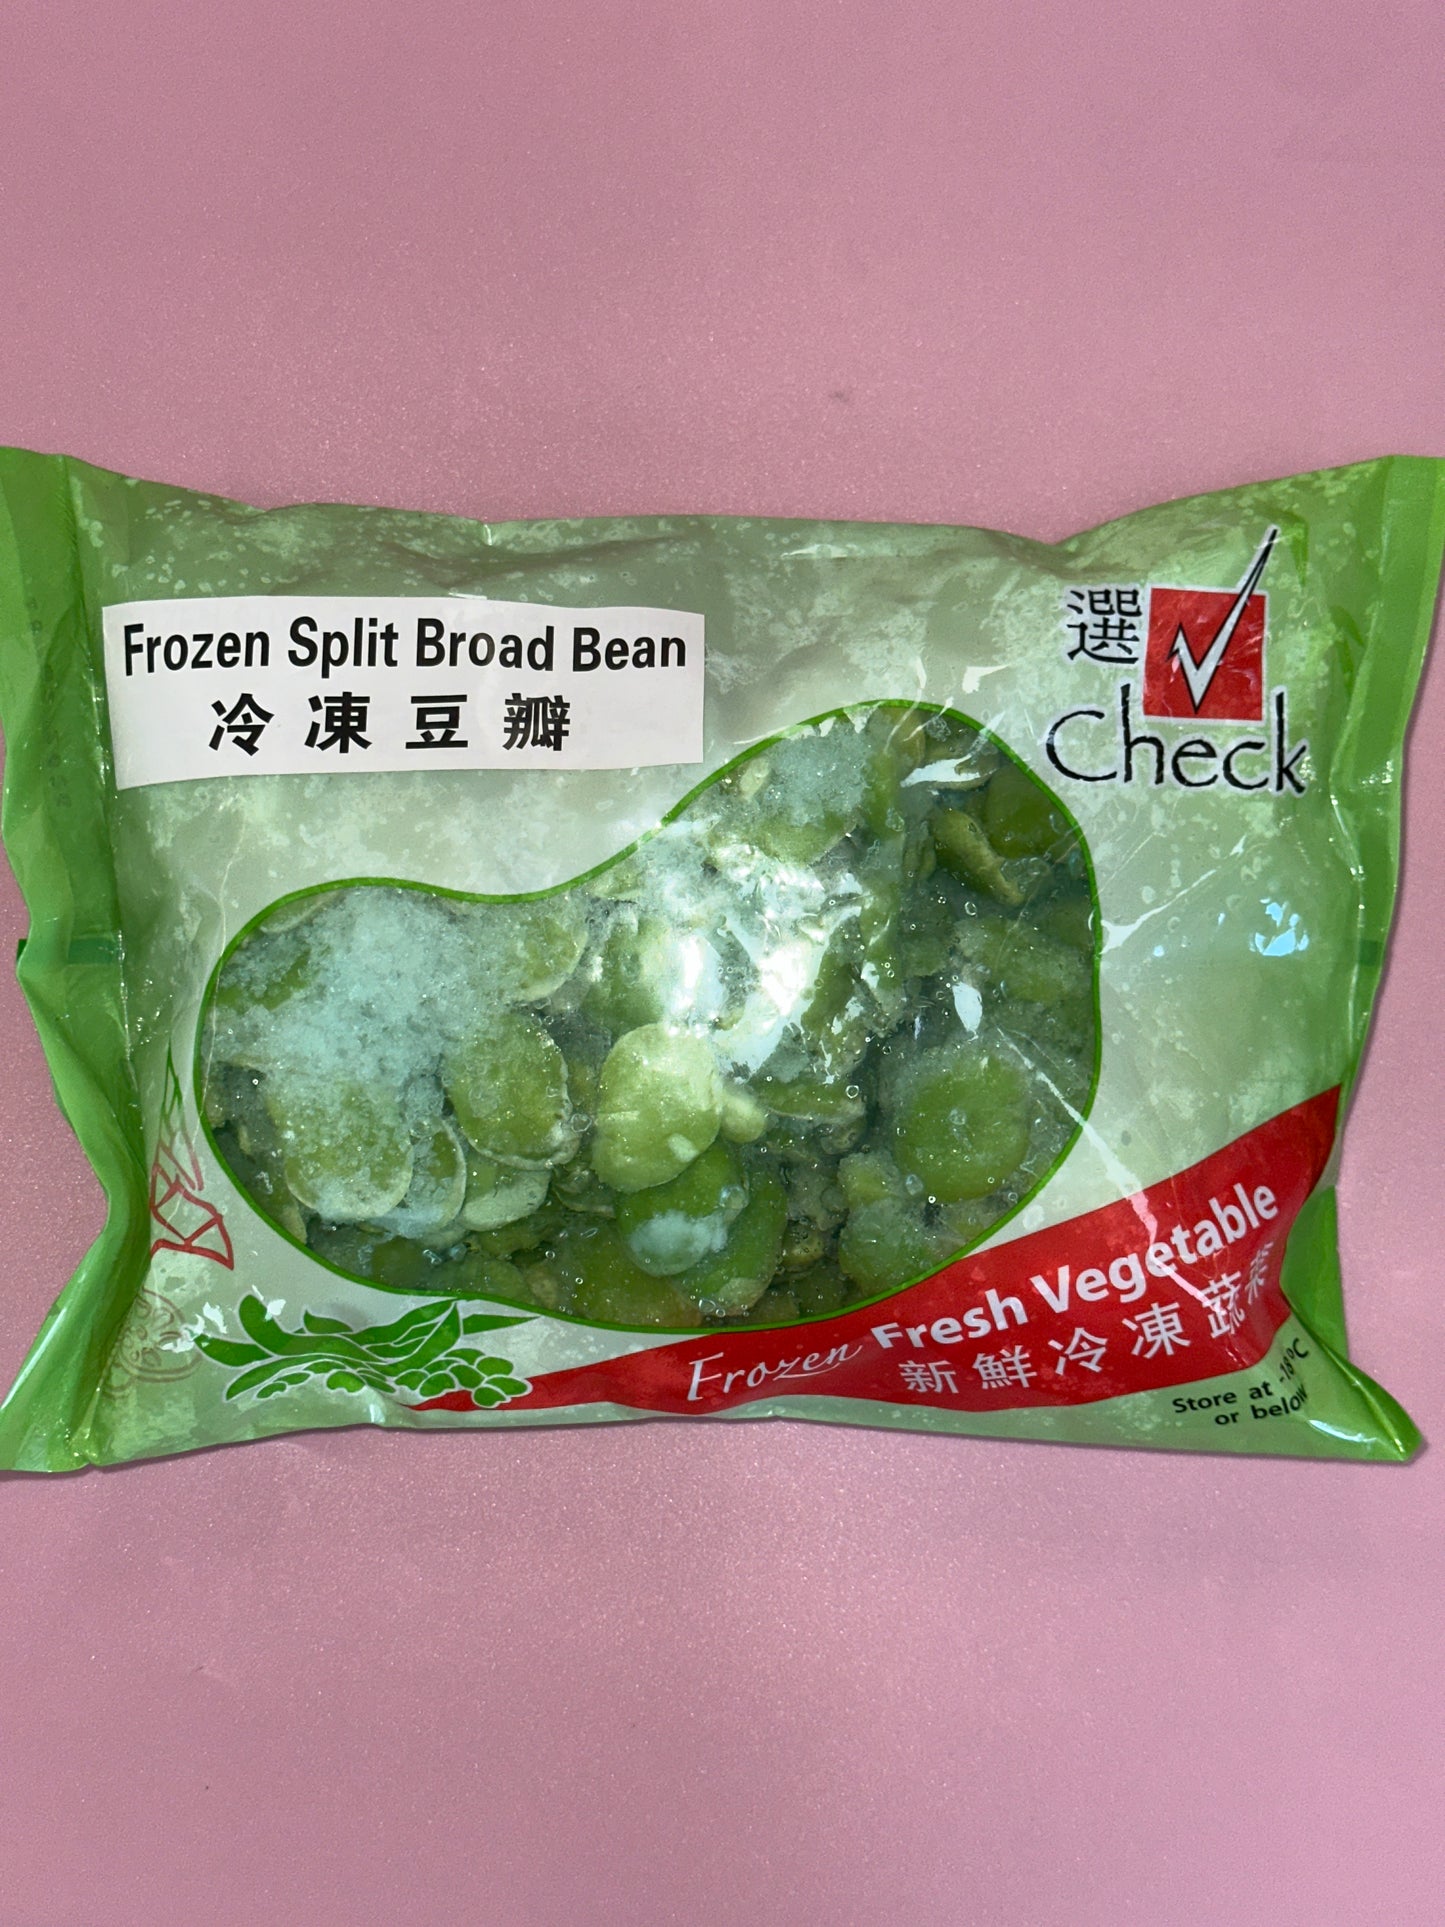 Frozen Split Broad Bean
冷凍豆瓣
選
Check
Frozen Fresh Vegetable
新鮮冷凍蔬菜
Store at -18°C
or below